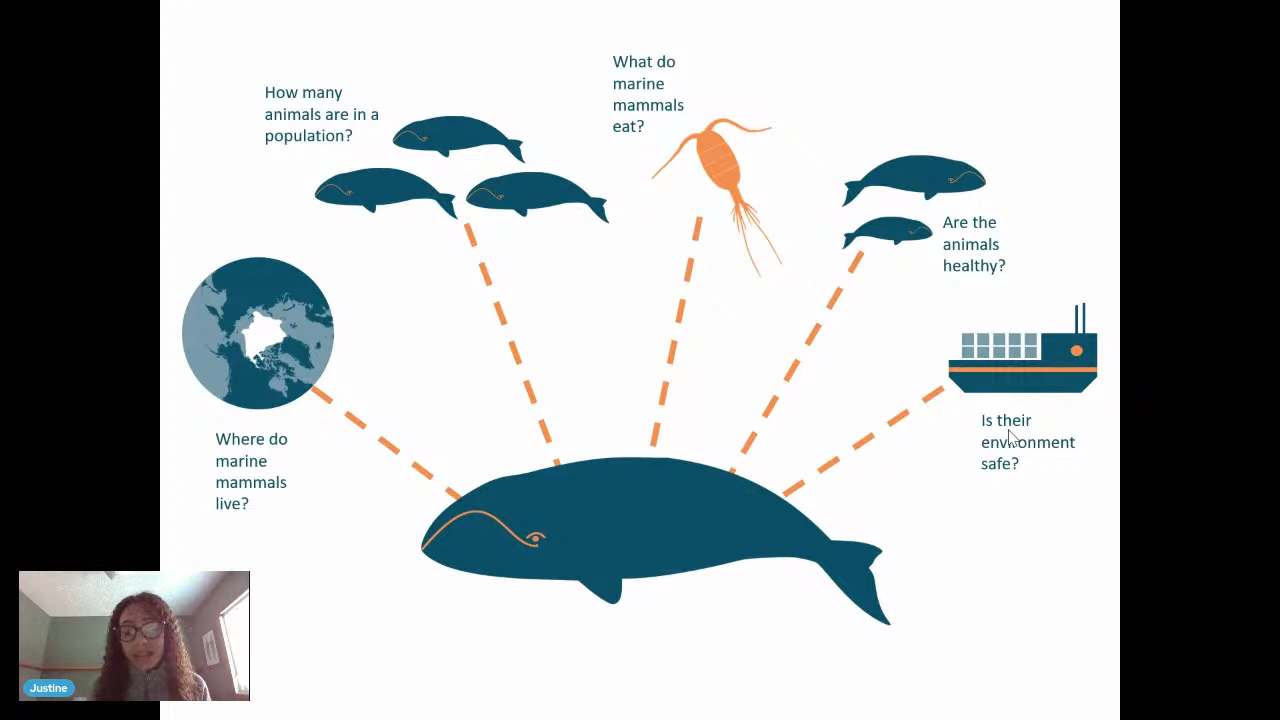 How many
animals are in a
population?
What do
marine
mammals
eat?
Are the
animals
healthy?
Where do
marine
mammals
live?
Is their
environment
safe?
Justine